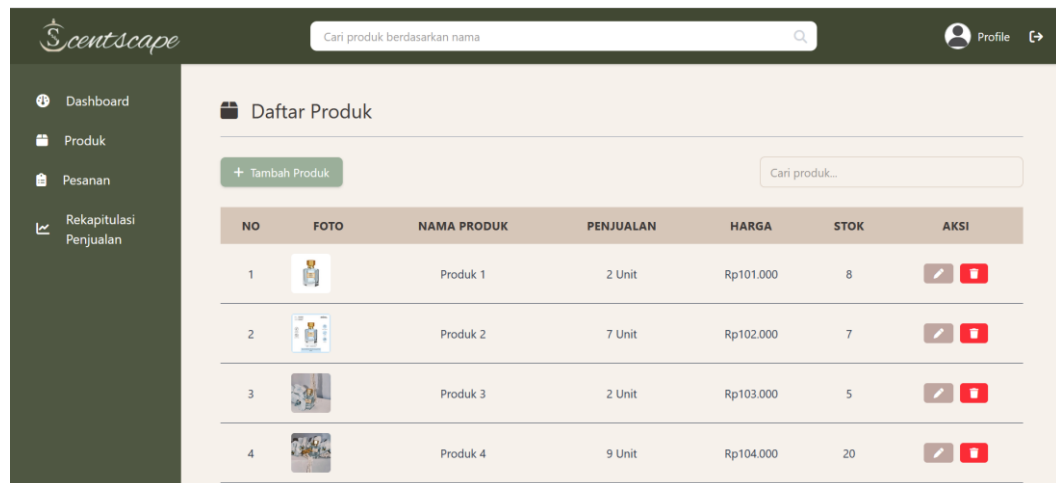 Scentscape
Cari produk berdasarkan nama
Profile
Dashboard
Produk
Pesanan
Rekapitulasi
Penjualan
Daftar Produk
+ Tambah Produk
Cari produk...
NO FOTO NAMA PRODUK PENJUALAN HARGA STOK AKSI
1 Produk 1 2 Unit Rp101.000 8
2 Produk 2 7 Unit Rp102.000 7
3 Produk 3 2 Unit Rp103.000 5
4 Produk 4 9 Unit Rp104.000 20